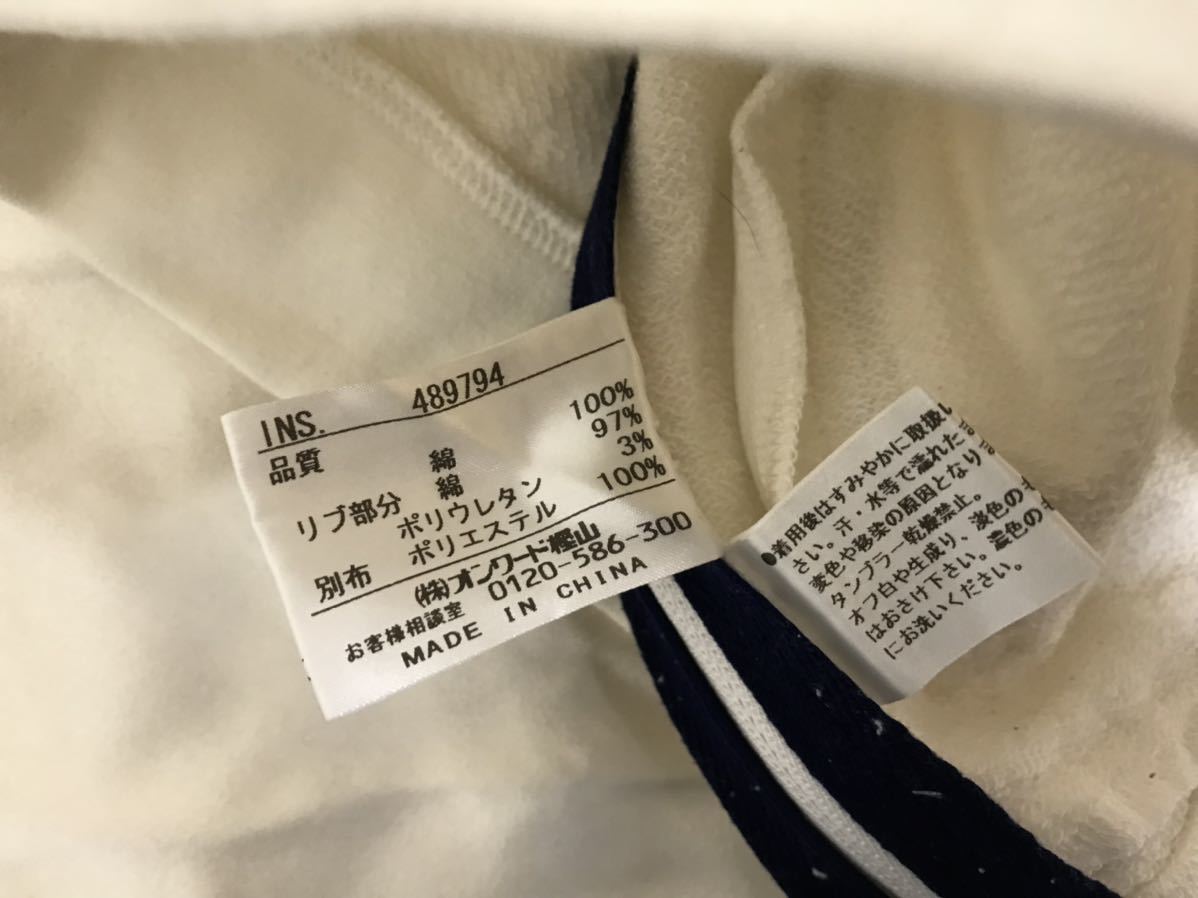 INS. 489794
品質 綿 100%
リブ部分 綿 97%
ポリウレタン 3%
別布 ポリエステル 100%
(株)オンワード樫山
お客様相談室 0120-586-300
MADE IN CHINA
●着用後はすみやかに取扱し
さい。汗・水等で濡れたま
変色や移染の原因となり
タンブラー乾燥禁止。
オフ白や生成り、淡色のも
はおさけ下さい。濃色のも
にお洗いください。